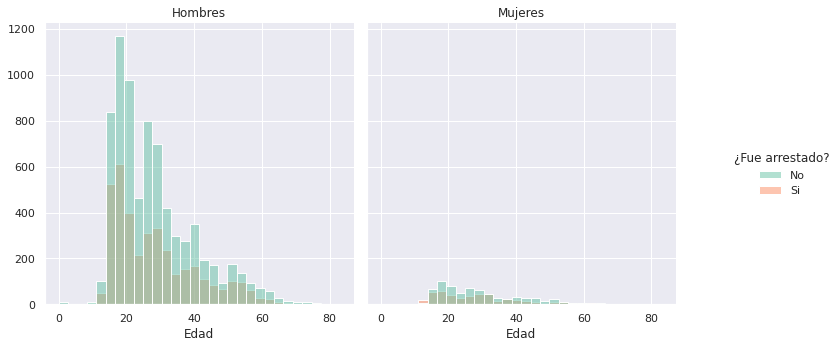 Hombres
Mujeres
1200
1000
800
600
400
200
0
0 20 40 60 80
0 20 40 60 80
Edad
Edad
¿Fue arrestado?
No
Si